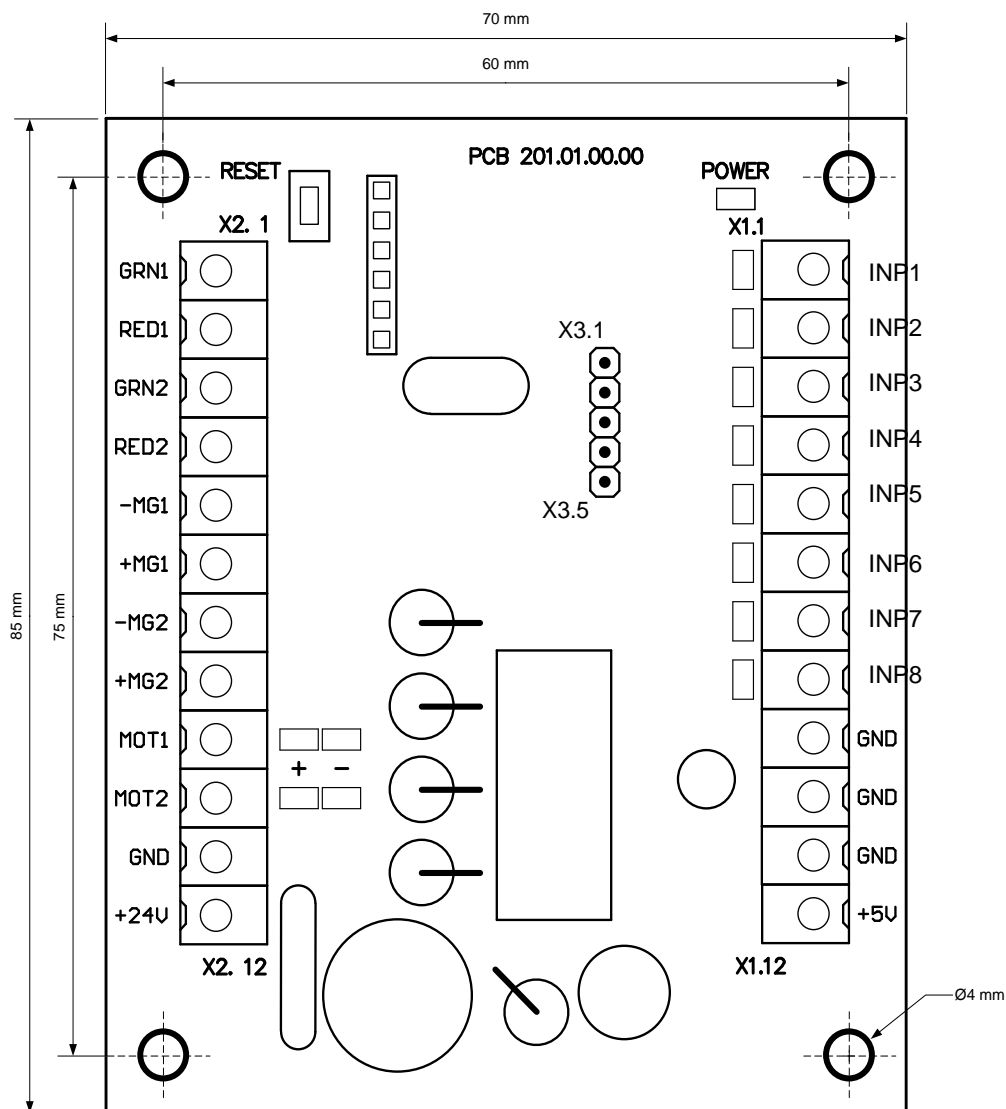 70 mm
60 mm
PCB 201.01.00.00
RESET
POWER
X2. 1
X1.1
GRN1
INP1
RED1
INP2
X3.1
GRN2
INP3
RED2
INP4
-MG1
INP5
X3.5
+MG1
INP6
-MG2
INP7
+MG2
INP8
85 mm
75 mm
MOT1
GND
+ -
MOT2
GND
GND
GND
+24V
+5V
X2. 12
X1.12
Ø4 mm